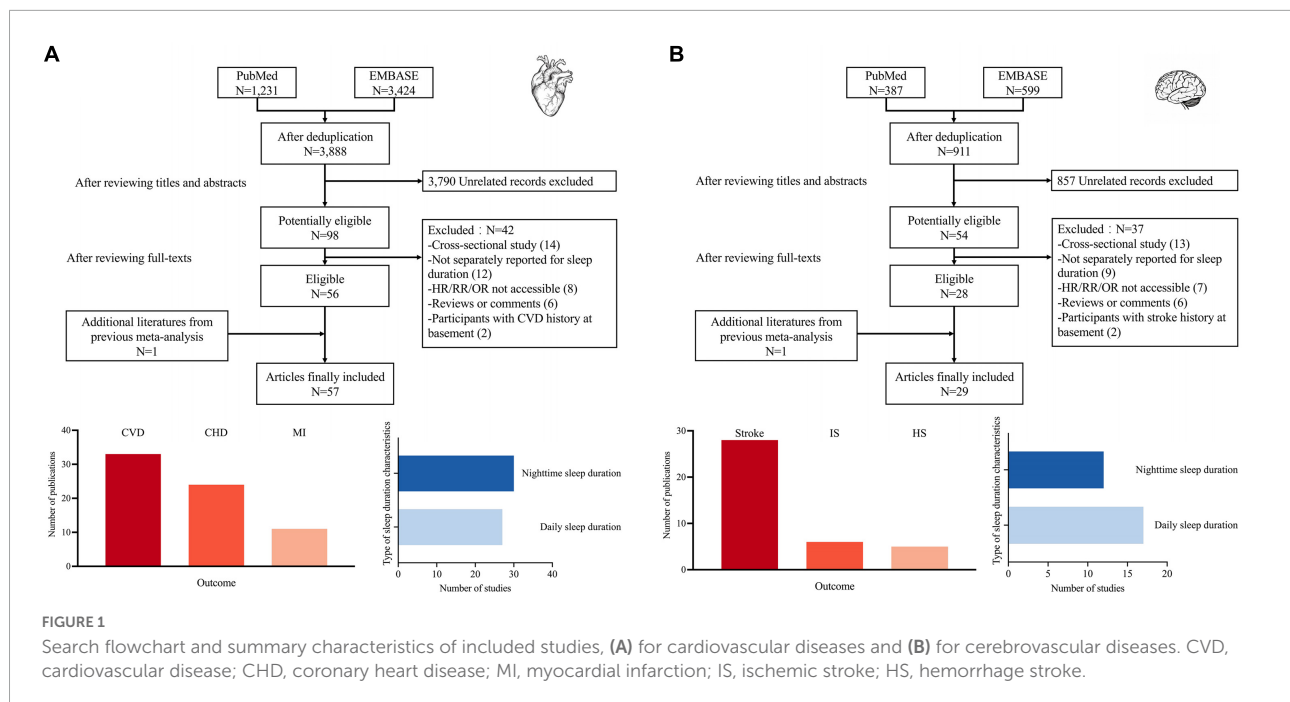 A
PubMed
N=1,231
EMBASE
N=3,424
After deduplication
N=3,888
After reviewing titles and abstracts
3,790 Unrelated records excluded
Potentially eligible
N=98
After reviewing full-texts
Excluded：N=42
-Cross-sectional study (14)
-Not separately reported for sleep
duration (12)
-HR/RR/OR not accessible (8)
-Reviews or comments (6)
-Participants with CVD history at
basement (2)
Eligible
N=56
Additional literatures from
previous meta-analysis
N=1
Articles finally included
N=57
Number of publications
40
30
20
10
0
CVD
CHD
MI
Outcome
Type of sleep duration characteristics
Nighttime sleep duration
Daily sleep duration
0
10
20
30
40
Number of studies
B
PubMed
N=387
EMBASE
N=599
After deduplication
N=911
After reviewing titles and abstracts
857 Unrelated records excluded
Potentially eligible
N=54
After reviewing full-texts
Excluded：N=37
-Cross-sectional study (13)
-Not separately reported for sleep
duration (9)
-HR/RR/OR not accessible (7)
-Reviews or comments (6)
-Participants with stroke history at
basement (2)
Eligible
N=28
Additional literatures from
previous meta-analysis
N=1
Articles finally included
N=29
Number of publications
30
20
10
0
Stroke
IS
HS
Outcome
Type of sleep duration characteristics
Nighttime sleep duration
Daily sleep duration
0
5
10
15
20
Number of studies
FIGURE 1
Search flowchart and summary characteristics of included studies, (A) for cardiovascular diseases and (B) for cerebrovascular diseases. CVD,
cardiovascular disease; CHD, coronary heart disease; MI, myocardial infarction; IS, ischemic stroke; HS, hemorrhage stroke.